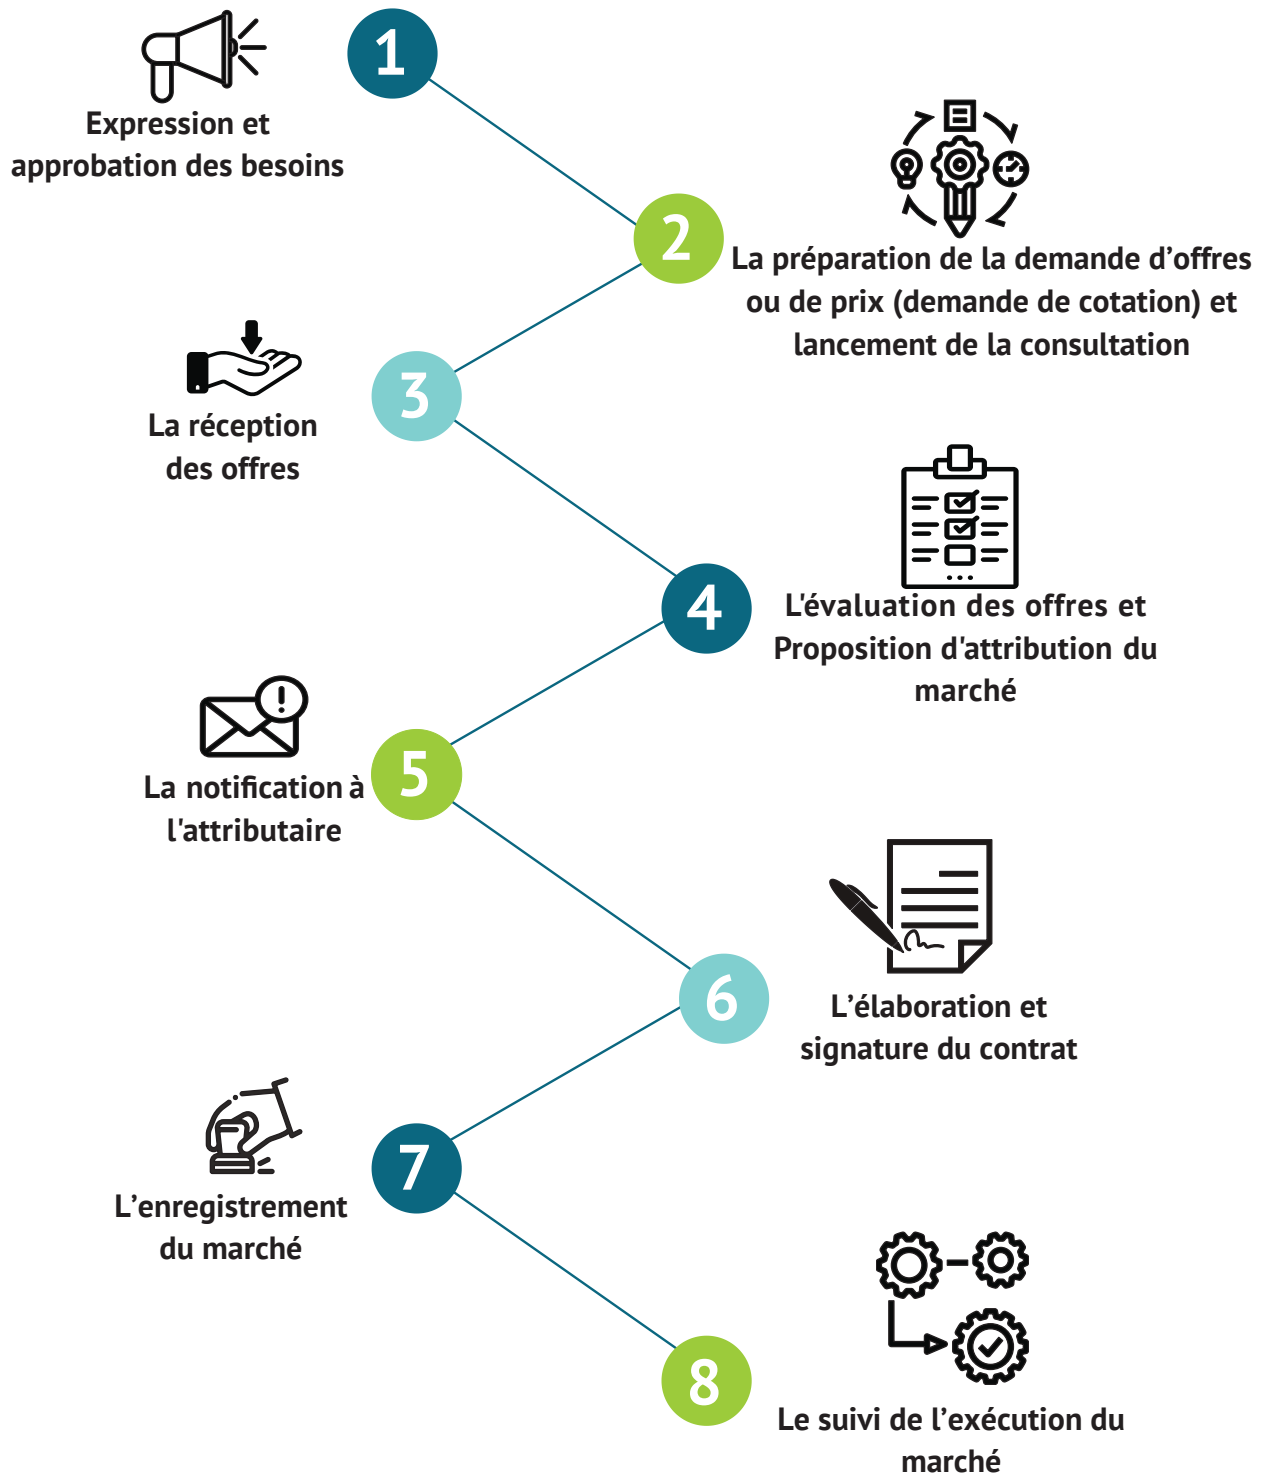 1
Expression et
approbation des besoins
2
La préparation de la demande d’offres
ou de prix (demande de cotation) et
lancement de la consultation
3
La réception
des offres
4
L'évaluation des offres et
Proposition d'attribution du
marché
5
La notification à
l'attributaire
6
L’élaboration et
signature du contrat
7
L’enregistrement
du marché
8
Le suivi de l’exécution du
marché